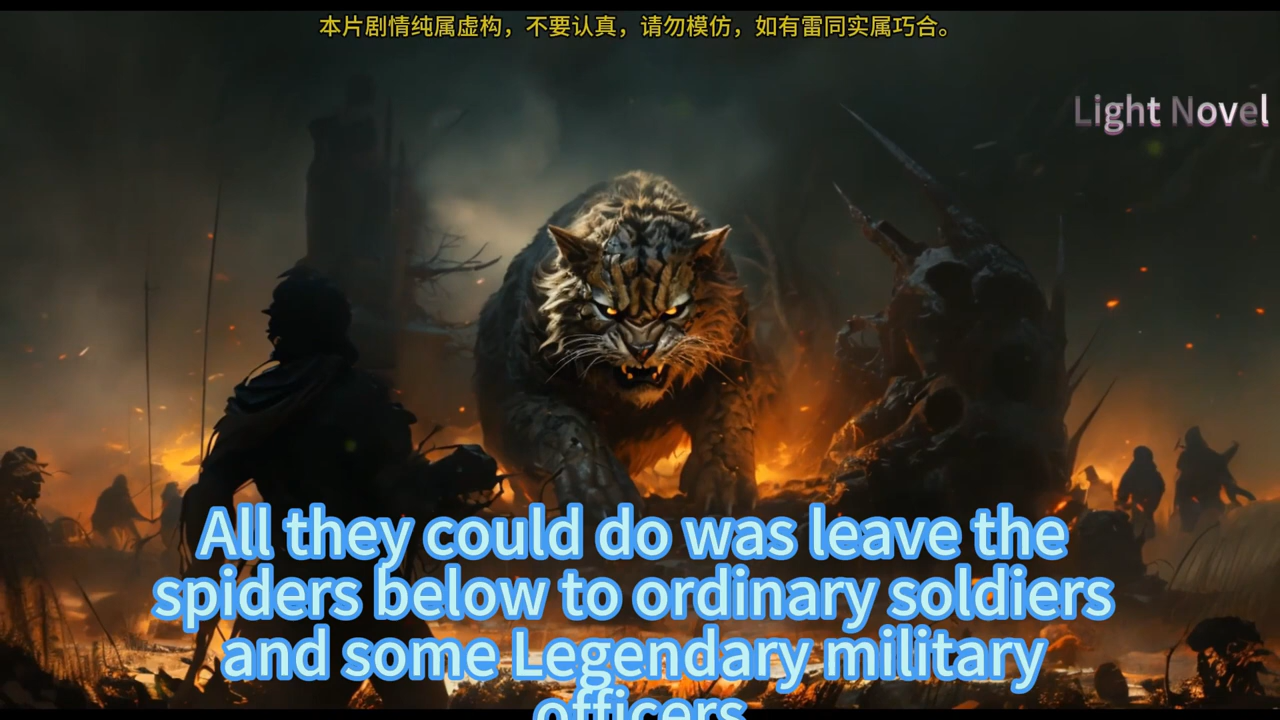 本片剧情纯属虚构，不要认真，请勿模仿，如有雷同实属巧合。
Light Novel
All they could do was leave the
spiders below to ordinary soldiers
and some Legendary military
officers